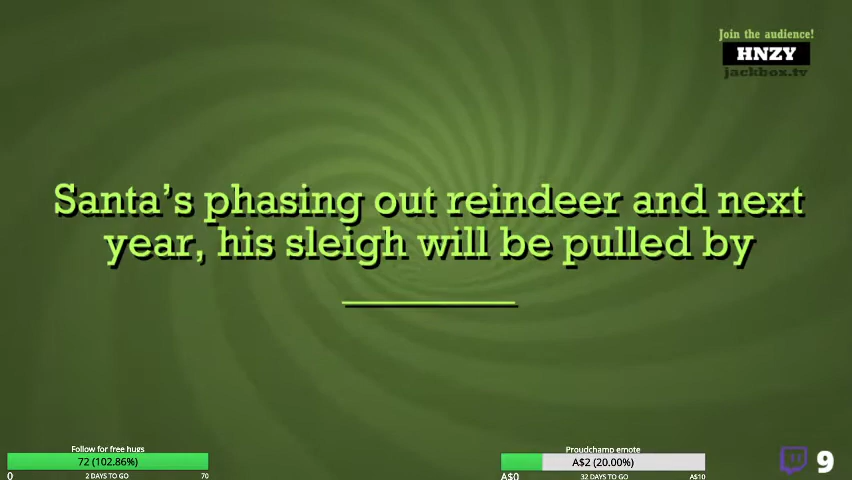 Join the audience!
HNZY
jackbox.tv
Santa's phasing out reindeer and next
year, his sleigh will be pulled by
Follow for free hugs
72 (102.86%)
0 2 DAYS TO GO 70
Proudchamp emote
A$2 (20.00%)
A$0 32 DAYS TO GO A$10
9